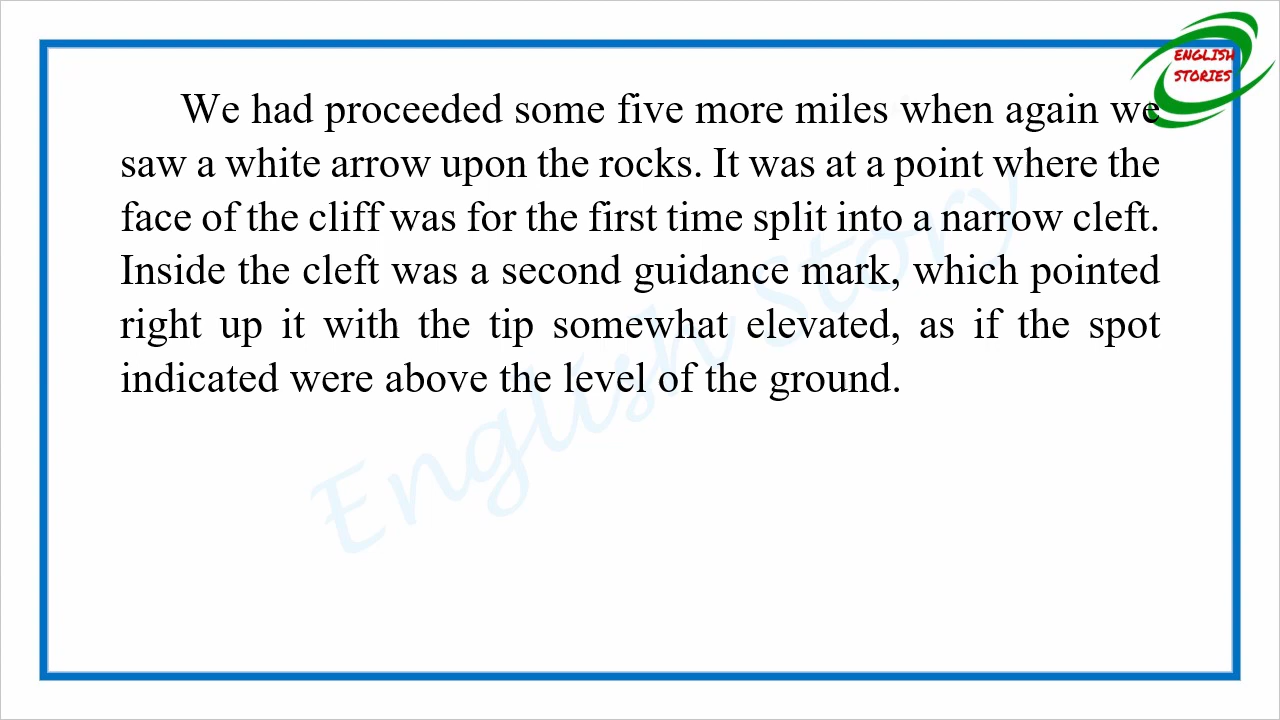 ENGLISH
STORIES
We had proceeded some five more miles when again we
saw a white arrow upon the rocks. It was at a point where the
face of the cliff was for the first time split into a narrow cleft.
Inside the cleft was a second guidance mark, which pointed
right up it with the tip somewhat elevated, as if the spot
indicated were above the level of the ground.
English Story